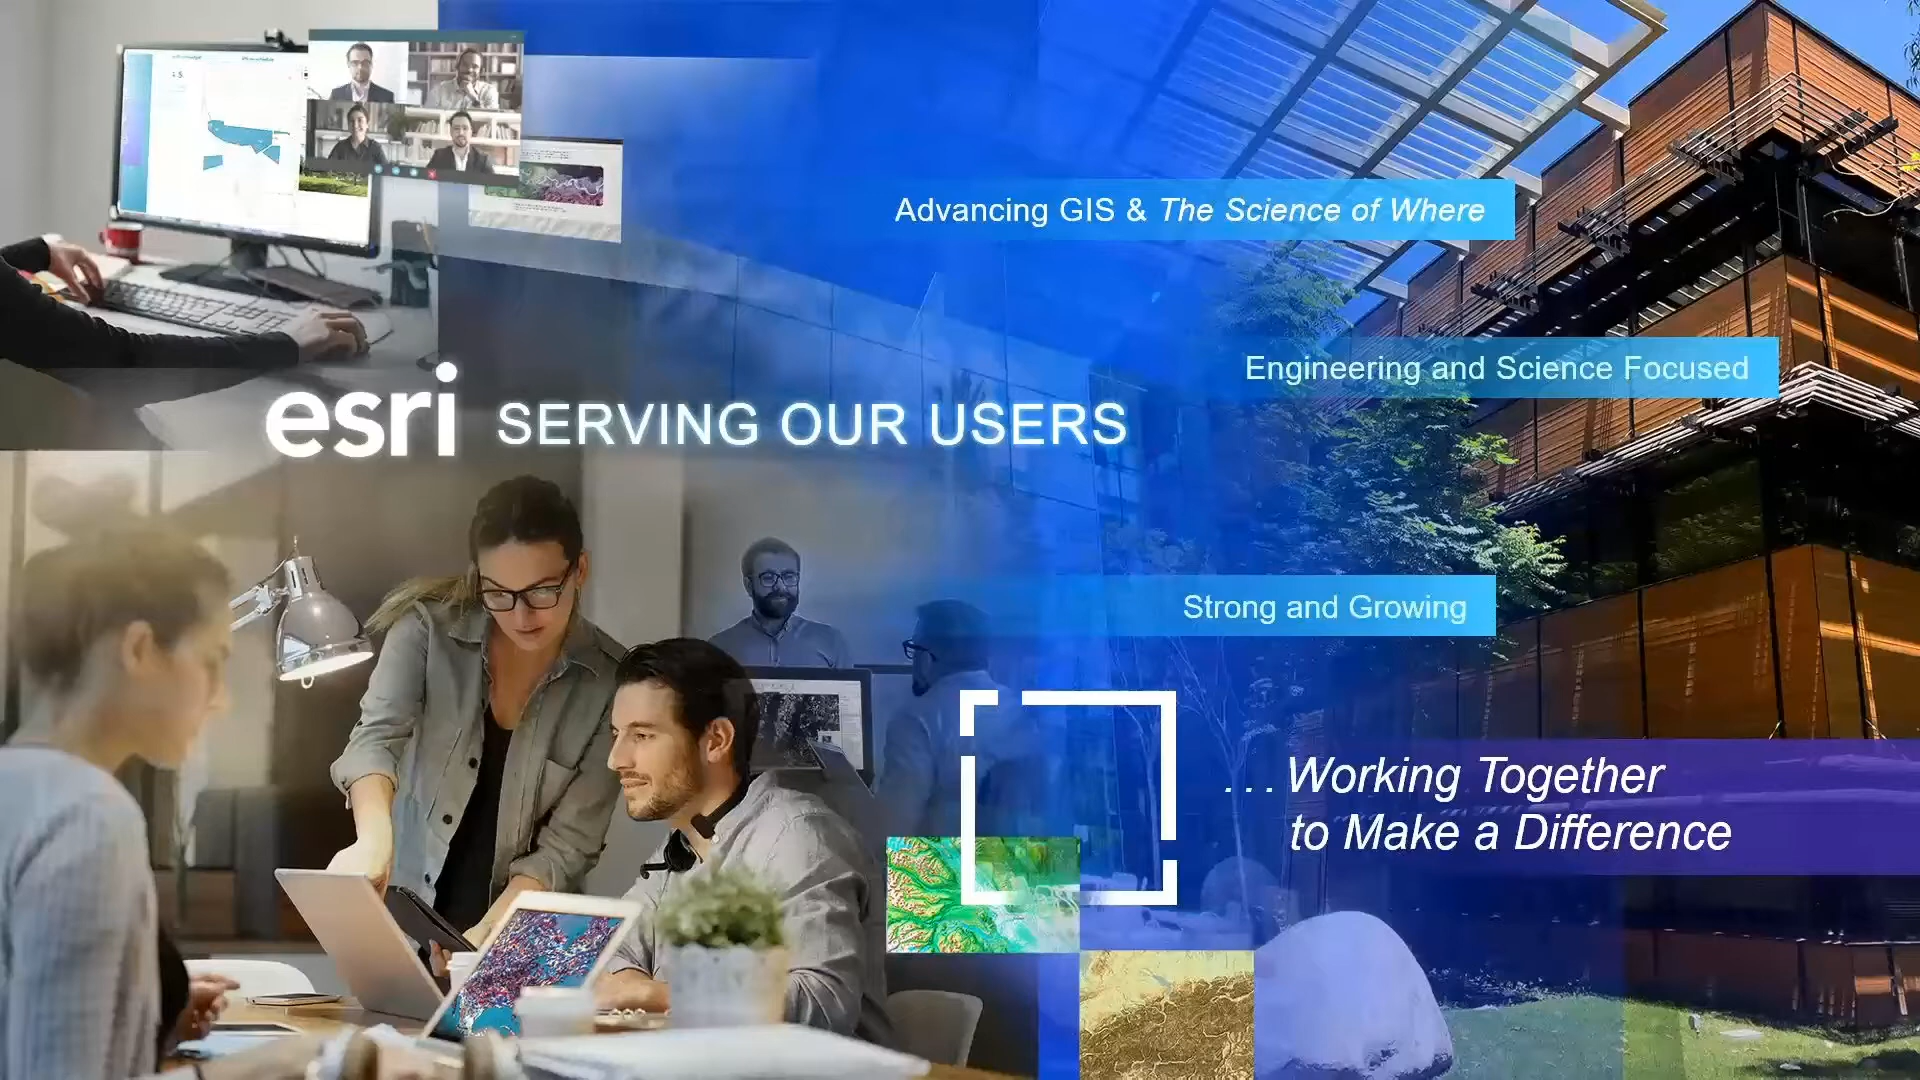 Advancing GIS & The Science of Where
Engineering and Science Focused
esri SERVING OUR USERS
Strong and Growing
...Working Together
to Make a Difference